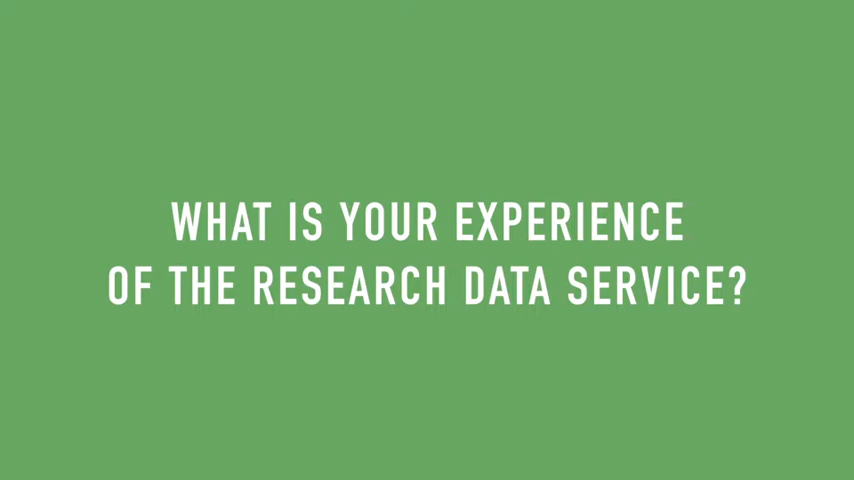 WHAT IS YOUR EXPERIENCE
OF THE RESEARCH DATA SERVICE?